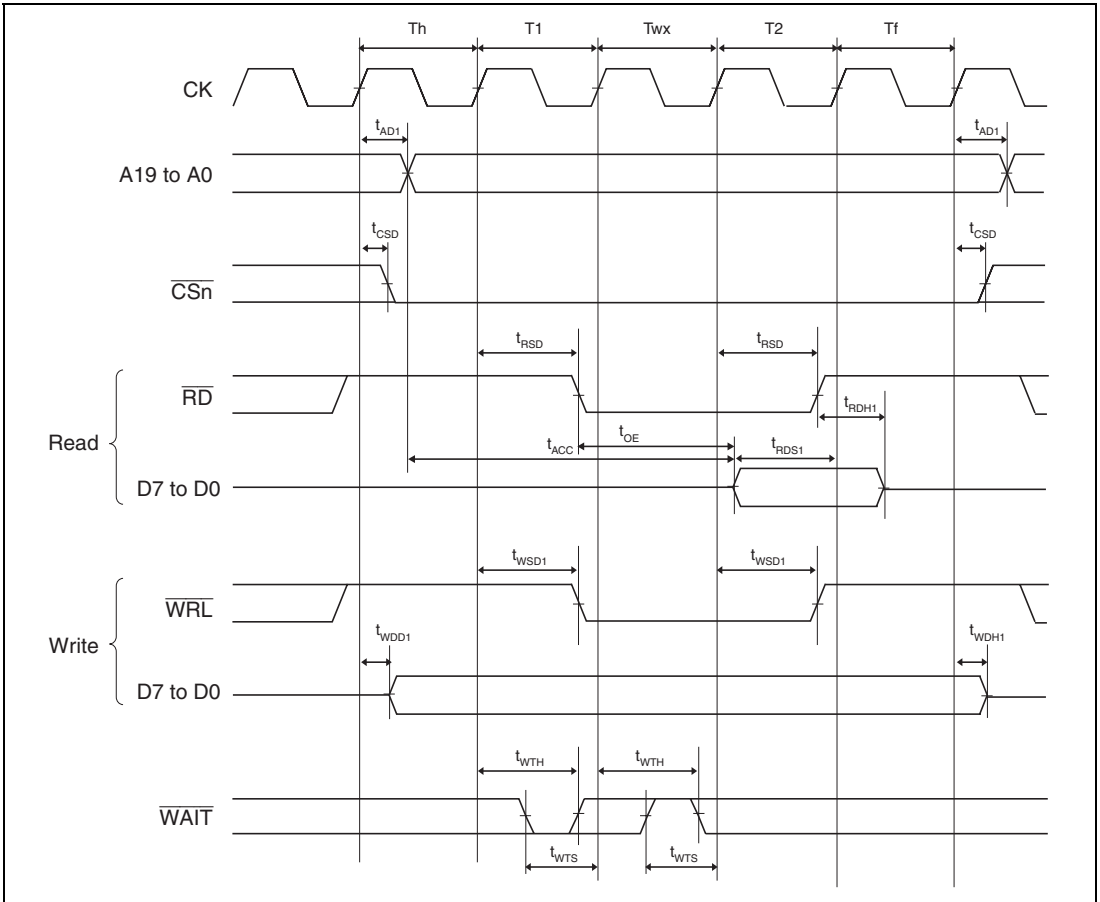 Th T1 Twx T2 Tf
CK
tAD1 tAD1
A19 to A0
tCSD tCSD
CSn
tRSD tRSD
RD
tRDH1
Read
tOE
tACC tRDS1
D7 to D0
tWSD1 tWSD1
WRL
tWDD1 tWDH1
Write
D7 to D0
tWTH tWTH
WAIT
tWTS tWTS